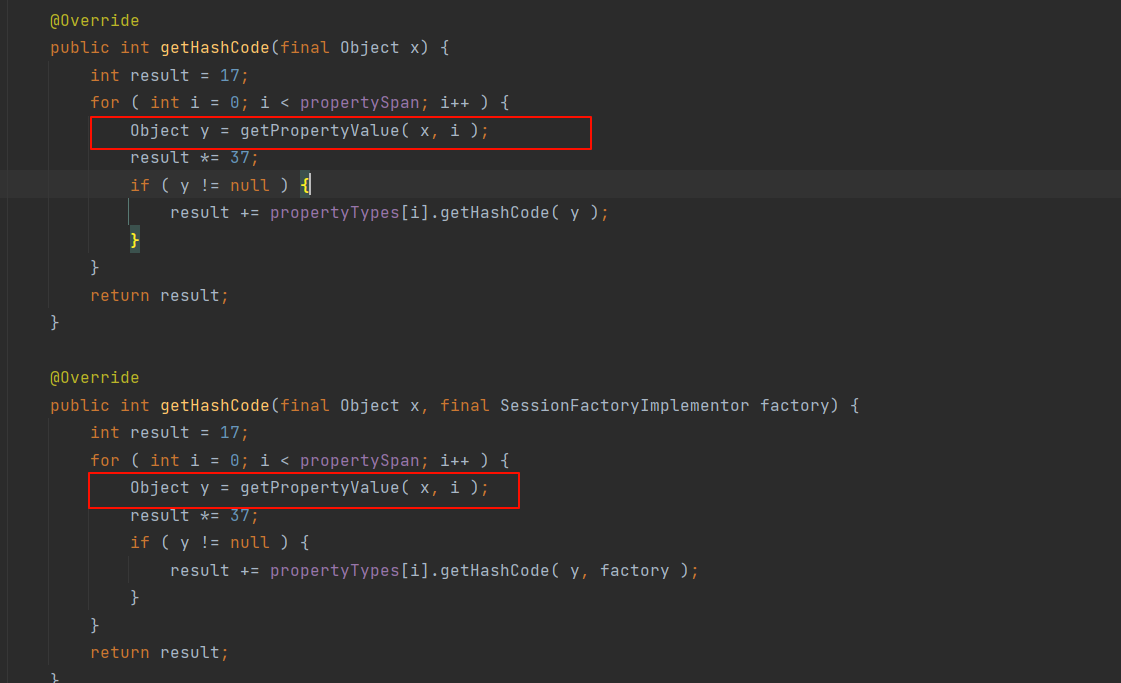 @Override
public int getHashCode(final Object x) {
int result = 17;
for ( int i = 0; i < propertySpan; i++ ) {
Object y = getPropertyValue( x, i );
result *= 37;
if ( y != null ) {
result += propertyTypes[i].getHashCode( y );
}
}
return result;
}
@Override
public int getHashCode(final Object x, final SessionFactoryImplementor factory) {
int result = 17;
for ( int i = 0; i < propertySpan; i++ ) {
Object y = getPropertyValue( x, i );
result *= 37;
if ( y != null ) {
result += propertyTypes[i].getHashCode( y, factory );
}
}
return result;
}